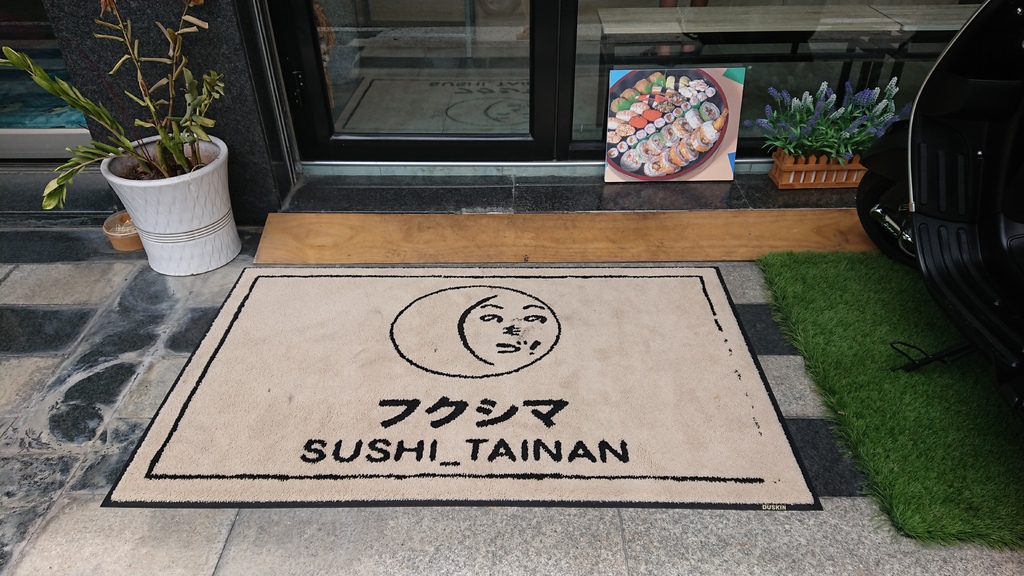 フクシマ
SUSHI_TAINAN
DUSKIN